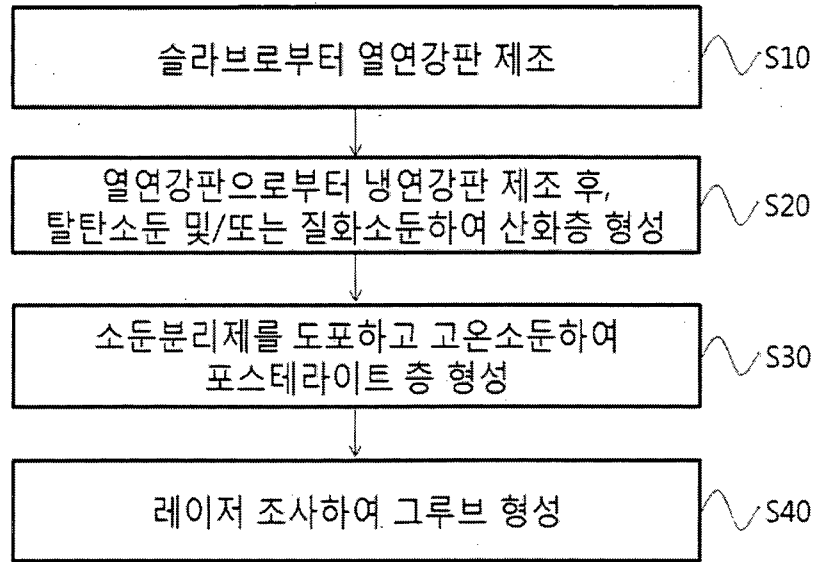 슬라브로부터 열연강판 제조
S10
열연강판으로부터 냉연강판 제조 후,
탈탄소둔 및/또는 질화소둔하여 산화층 형성
S20
소둔분리제를 도포하고 고온소둔하여
포스테라이트 층 형성
S30
레이저 조사하여 그루브 형성
S40